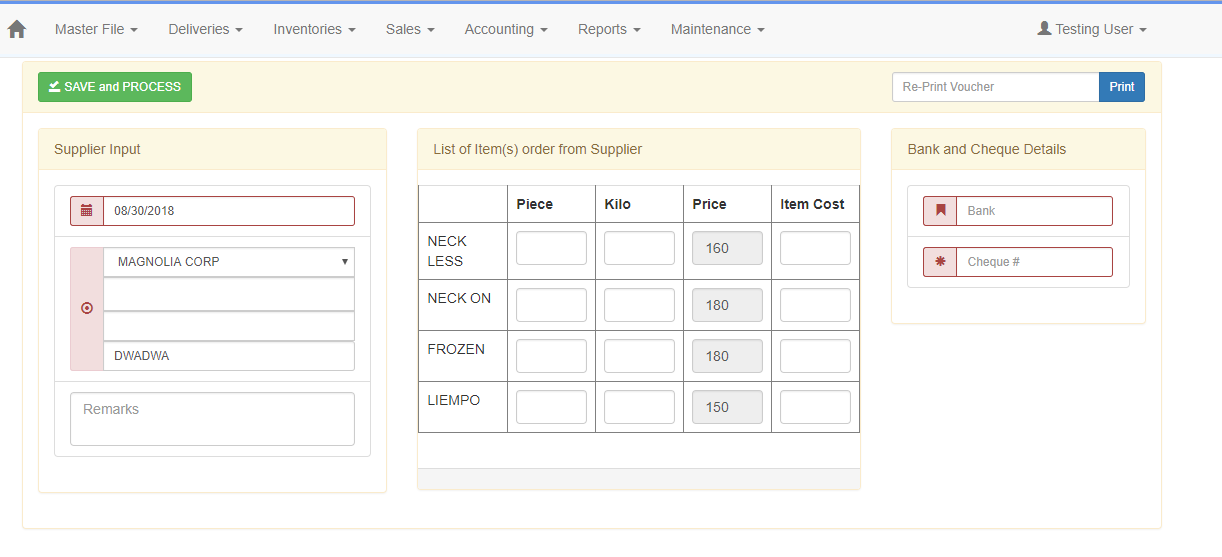 Master File Deliveries Inventories Sales Accounting Reports Maintenance Testing User
SAVE and PROCESS Re-Print Voucher Print
Supplier Input
08/30/2018
MAGNOLIA CORP
DWADWA
Remarks
List of Item(s) order from Supplier
Piece Kilo Price Item Cost
NECK
LESS 160
NECK ON 180
FROZEN 180
LIEMPO 150
Bank and Cheque Details
Bank
Cheque #